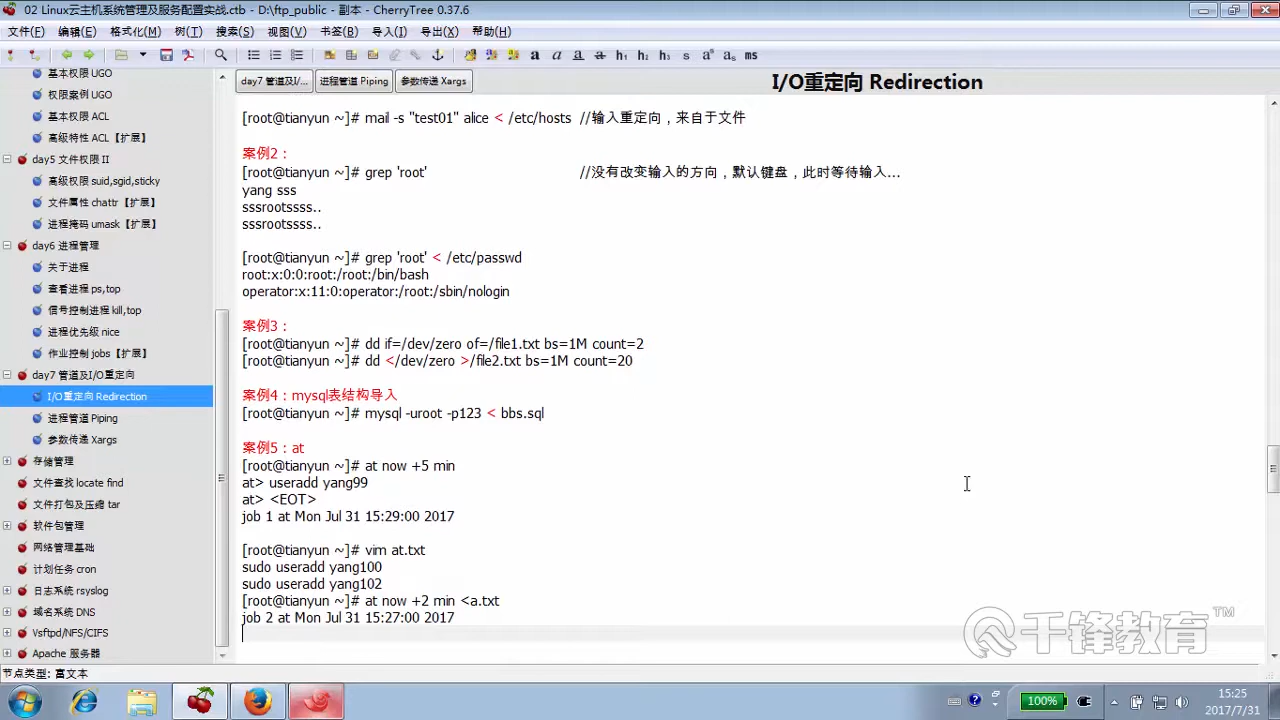 02 Linux云主机系统管理及服务配置实战.ctb - D:\ftp_public - 副本 - CherryTree 0.37.6
文件(F) 编辑(E) 格式化(M) 树(T) 搜索(S) 视图(V) 书签(B) 导入(I) 导出(X) 帮助(H)
a a a a h₁ h₂ h₃ s aˢ aₛ ms
基本权限 UGO
权限案例 UGO
基本权限 ACL
高级特性 ACL【扩展】
day5 文件权限 II
高级权限 suid,sgid,sticky
文件属性 chattr【扩展】
进程掩码 umask【扩展】
day6 进程管理
关于进程
查看进程 ps,top
信号控制进程 kill,top
进程优先级 nice
作业控制 jobs【扩展】
day7 管道及I/O重定向
I/O重定向 Redirection
进程管道 Piping
参数传递 Xargs
存储管理
文件查找 locate find
文件打包及压缩 tar
软件包管理
网络管理基础
计划任务 cron
日志系统 rsyslog
域名系统 DNS
Vsftpd/NFS/CIFS
Apache 服务器
day7 管道及I/... 进程管道 Piping 参数传递 Xargs
I/O重定向 Redirection
[root@tianyun ~]# mail -s "test01" alice < /etc/hosts //输入重定向，来自于文件
案例2：
[root@tianyun ~]# grep 'root' //没有改变输入的方向，默认键盘，此时等待输入...
yang sss
sssrootssss..
sssrootssss..
[root@tianyun ~]# grep 'root' < /etc/passwd
root:x:0:0:root:/root:/bin/bash
operator:x:11:0:operator:/root:/sbin/nologin
案例3：
[root@tianyun ~]# dd if=/dev/zero of=/file1.txt bs=1M count=2
[root@tianyun ~]# dd </dev/zero >/file2.txt bs=1M count=20
案例4：mysql表结构导入
[root@tianyun ~]# mysql -uroot -p123 < bbs.sql
案例5：at
[root@tianyun ~]# at now +5 min
at> useradd yang99
at> <EOT>
job 1 at Mon Jul 31 15:29:00 2017
[root@tianyun ~]# vim at.txt
sudo useradd yang100
sudo useradd yang102
[root@tianyun ~]# at now +2 min <a.txt
job 2 at Mon Jul 31 15:27:00 2017
千锋教育™
节点类型: 富文本
100%
15:25
2017/7/31